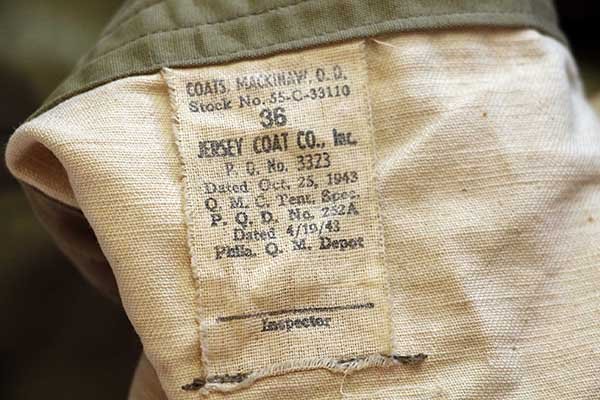 COATS, MACKINAW, O.D.
Stock No. 55-C-33110
36
JERSEY COAT CO., Inc.
P. O. No. 3323
Dated Oct. 25, 1943
Q. M. C. Tent. Spec.
P. Q. D. No. 252A
Dated 4/19/43
Phila. Q. M. Depot
Inspector